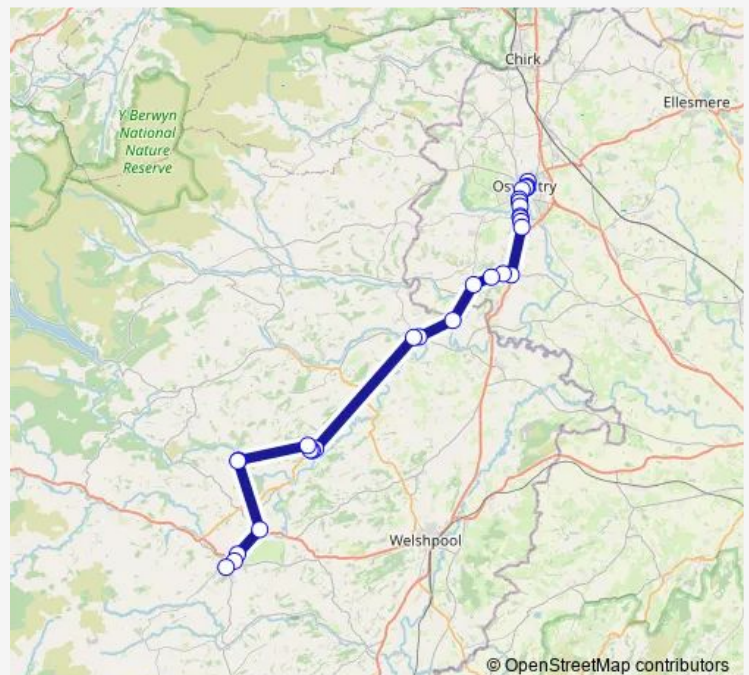 Chirk
Ellesmere
Y Berwyn
National
Nature
Reserve
Welshpool
© OpenStreetMap contributors